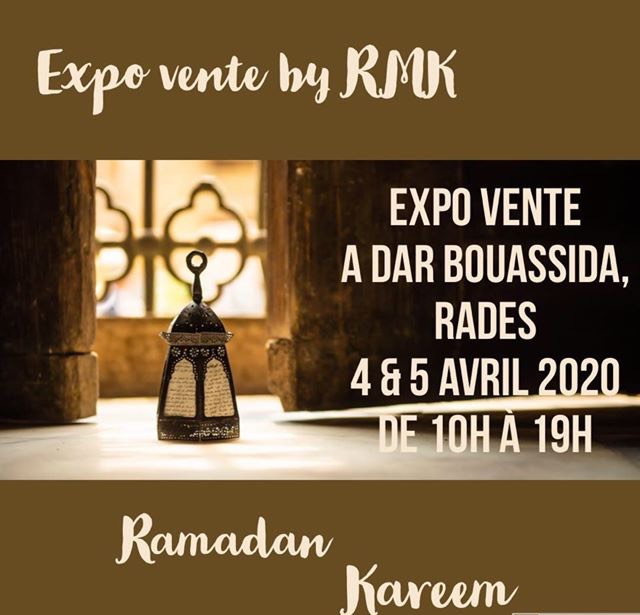 Expo vente by RMK
EXPO VENTE
A DAR BOUASSIDA,
RADES
4 & 5 AVRIL 2020
DE 10H À 19H
Ramadan
Kareem